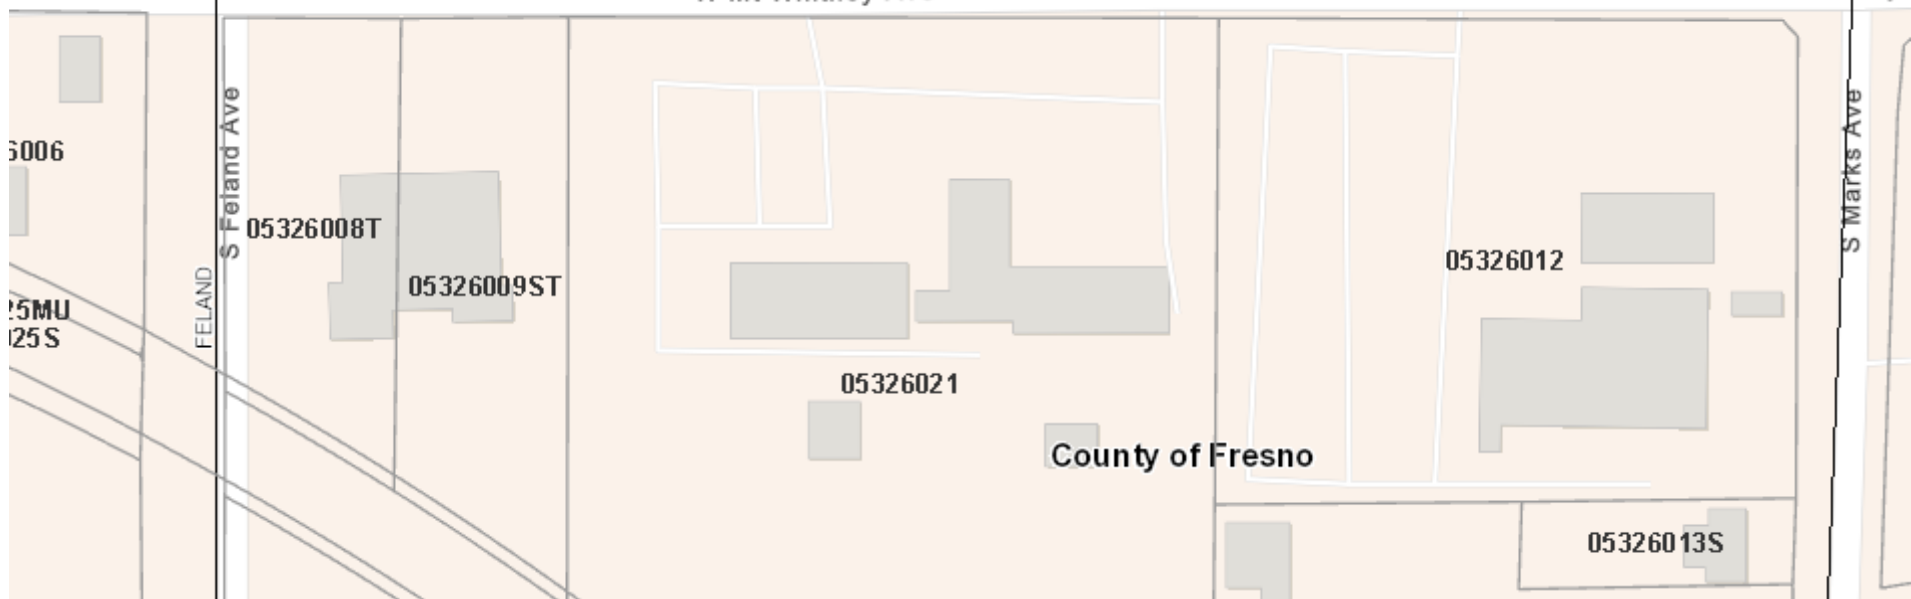 S Feland Ave
S Marks Ave
6006
05326008T
05326012
05326009ST
FELAND
25MU
25S
05326021
County of Fresno
05326013S